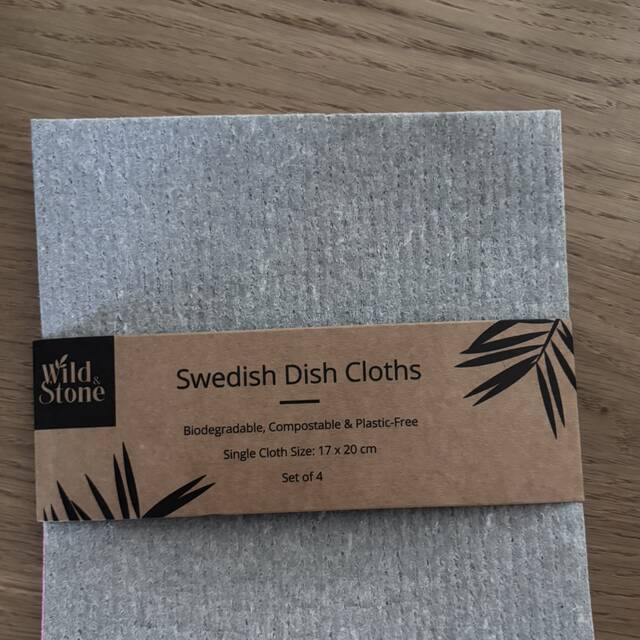 Wild &
Stone
Swedish Dish Cloths
Biodegradable, Compostable & Plastic-Free
Single Cloth Size: 17 x 20 cm
Set of 4